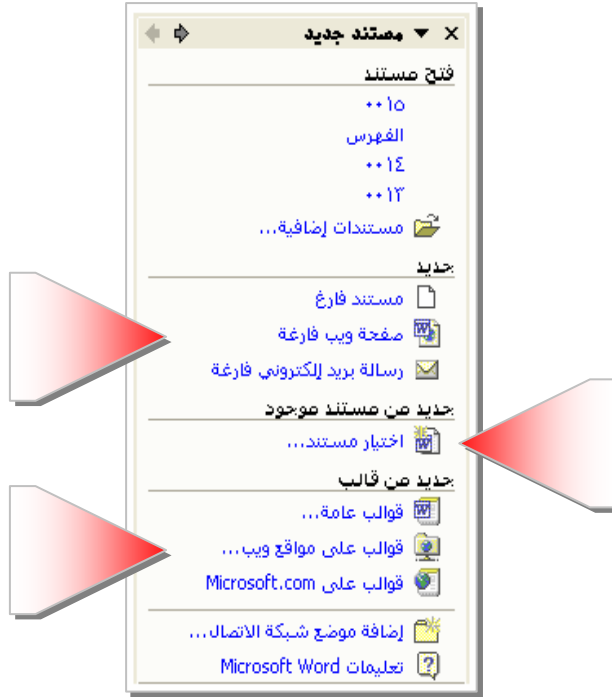 مستند جديد
فتح مستند
٠٠١٥
الفهرس
٠٠١٤
٠٠١٣
مستندات إضافية...
جديد
مستند فارغ
صفحة ويب فارغة
رسالة بريد إلكتروني فارغة
جديد من مستند موجود
اختيار مستند...
جديد من قالب
قوالب عامة...
قوالب على مواقع ويب...
قوالب على Microsoft.com
إضافة موضع شبكة الاتصال...
تعليمات Microsoft Word